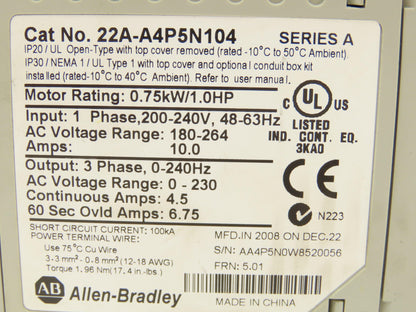 Cat No. 22A-A4P5N104 SERIES A
IP20 / UL Open-Type with top cover removed (rated -10°C to 50°C Ambient).
IP30 / NEMA 1 / UL Type 1 with top cover and optional conduit box kit
installed (rated -10°C to 40°C Ambient). Refer to user manual.
Motor Rating: 0.75kW/1.0HP
Input: 1 Phase,200-240V, 48-63Hz
AC Voltage Range: 180-264
Amps: 10.0
Output: 3 Phase, 0-240Hz
AC Voltage Range: 0 - 230
Continuous Amps: 4.5
60 Sec Ovld Amps: 6.75
C UL US
LISTED
IND. CONT. EQ.
3KA0
CE
N223
SHORT CIRCUIT CURRENT: 100kA
POWER TERMINAL WIRE:
Use 75°C Cu Wire
3-3 mm² - 0-8 mm² (12-18 AWG)
Torque 1.96 Nm(17.4 in.-lbs.)
MFD.IN 2008 ON DEC.22
S/N: AA4P5N0W8520056
FRN: 5.01
AB Allen-Bradley
MADE IN CHINA